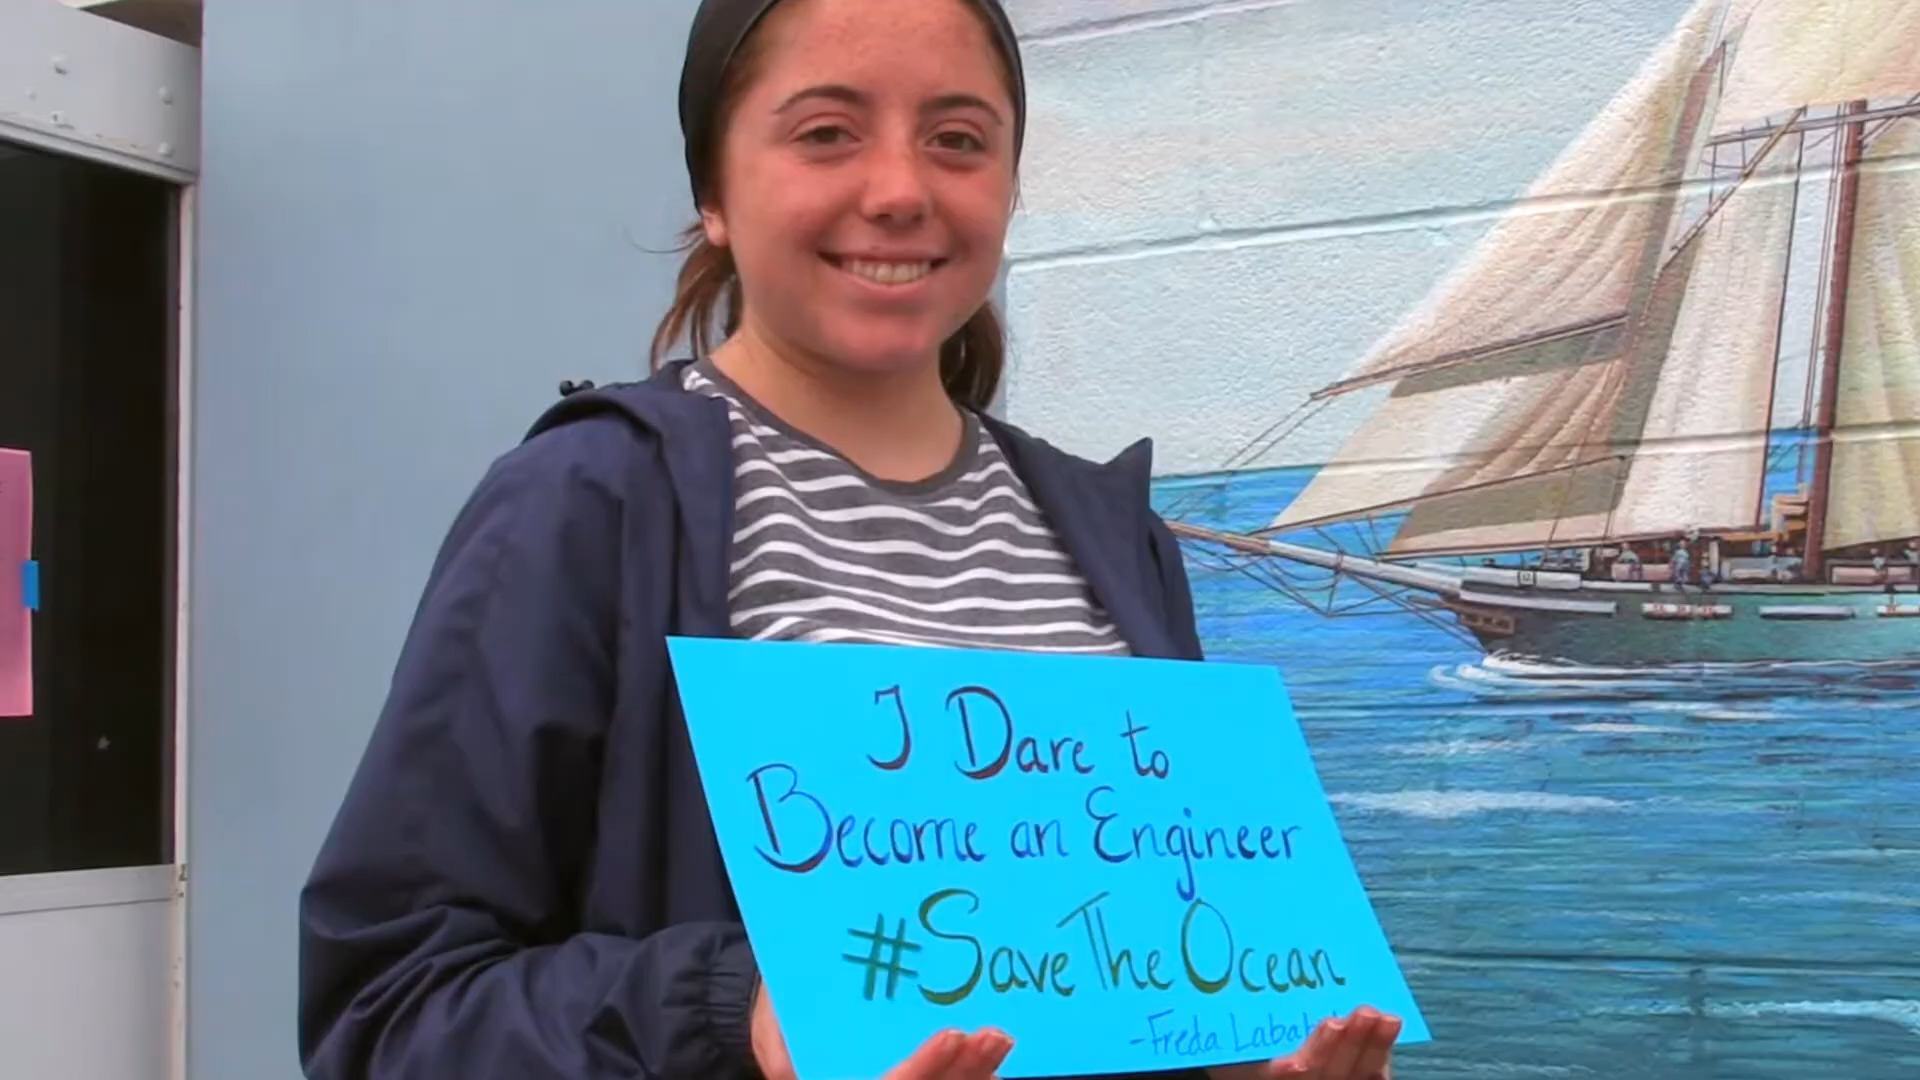 I Dare to
Become an Engineer
#SaveTheOcean
-Freda